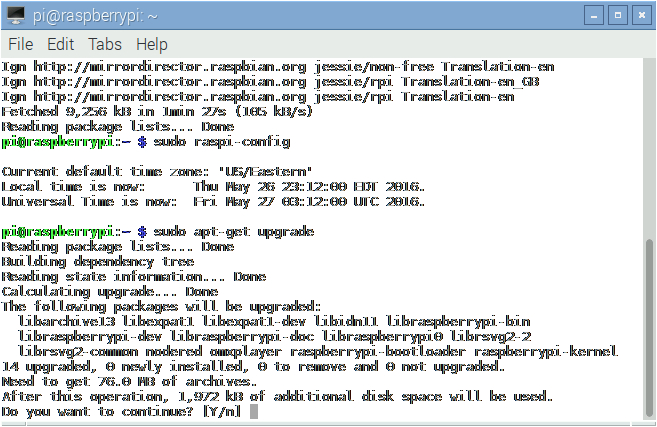 pi@raspberrypi: ~
File Edit Tabs Help
Ign http://mirrordirector.raspbian.org jessie/non-free Translation-en
Ign http://mirrordirector.raspbian.org jessie/rpi Translation-en_GB
Ign http://mirrordirector.raspbian.org jessie/rpi Translation-en
Fetched 9,256 kB in 1min 27s (105 kB/s)
Reading package lists... Done
pi@raspberrypi:~ $ sudo raspi-config

Current default time zone: 'US/Eastern'
Local time is now:      Thu May 26 23:12:00 EDT 2016.
Universal Time is now:  Fri May 27 03:12:00 UTC 2016.

pi@raspberrypi:~ $ sudo apt-get upgrade
Reading package lists... Done
Building dependency tree
Reading state information... Done
Calculating upgrade... Done
The following packages will be upgraded:
  libarchive13 libexpat1 libexpat1-dev libidn11 libraspberrypi-bin
  libraspberrypi-dev libraspberrypi-doc libraspberrypi0 librsvg2-2
  librsvg2-common nodered omxplayer raspberrypi-bootloader raspberrypi-kernel
14 upgraded, 0 newly installed, 0 to remove and 0 not upgraded.
Need to get 76.0 MB of archives.
After this operation, 1,972 kB of additional disk space will be used.
Do you want to continue? [Y/n]